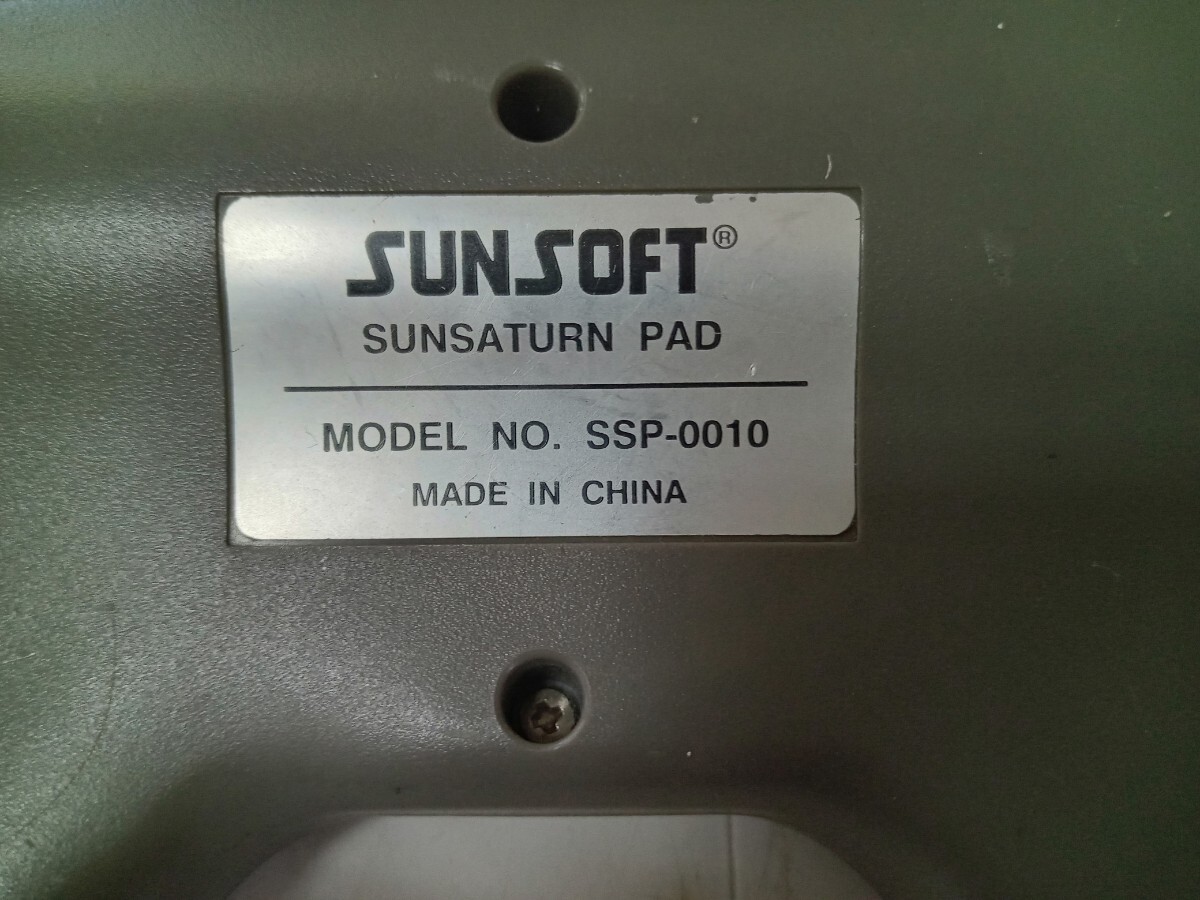 SUNSOFT®
SUNSATURN PAD
MODEL NO. SSP-0010
MADE IN CHINA